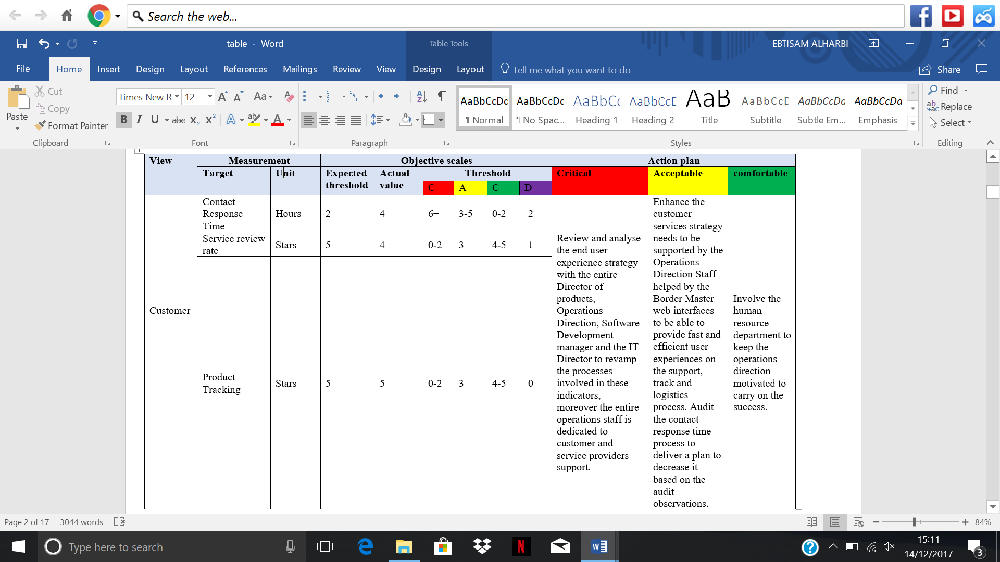 Search the web...
table - Word
Table Tools
EBTISAM ALHARBI
File
Home
Insert
Design
Layout
References
Mailings
Review
View
Design
Layout
Tell me what you want to do
Share
Paste
Cut
Copy
Format Painter
Clipboard
Times New R
12
Aa
B I U abc X₂ X²
Font
Paragraph
AaBbCcDc
¶ Normal
AaBbCcDc
¶ No Spac...
AaBbC
Heading 1
AaBbCcC
Heading 2
AaB
Title
AaBbCcD
Subtitle
AaBbCcDa
Subtle Em...
AaBbCcDa
Emphasis
Styles
Find
Replace
Select
Editing
View
Measurement
Objective scales
Action plan
Target
Unit
Expected
threshold
Actual
value
Threshold
C
A
C
D
Critical
Acceptable
comfortable
Customer
Contact
Response
Time
Hours
2
4
6+
3-5
0-2
2
Service review
rate
Stars
5
4
0-2
3
4-5
1
Product
Tracking
Stars
5
5
0-2
3
4-5
0
Review and analyse
the end user
experience strategy
with the entire
Director of
products,
Operations
Direction, Software
Development
manager and the IT
Director to revamp
the processes
involved in these
indicators,
moreover the entire
operations staff is
dedicated to
customer and
service providers
support.
Enhance the
customer
services strategy
needs to be
supported by the
Operations
Direction Staff
helped by the
Border Master
web interfaces
to be able to
provide fast and
efficient user
experiences on
the support,
track and
logistics
process. Audit
the contact
response time
process to
deliver a plan to
decrease it
based on the
audit
observations.
Involve the
human
resource
department to
keep the
operations
direction
motivated to
carry on the
success.
Page 2 of 17
3044 words
84%
Type here to search
15:11
14/12/2017
3